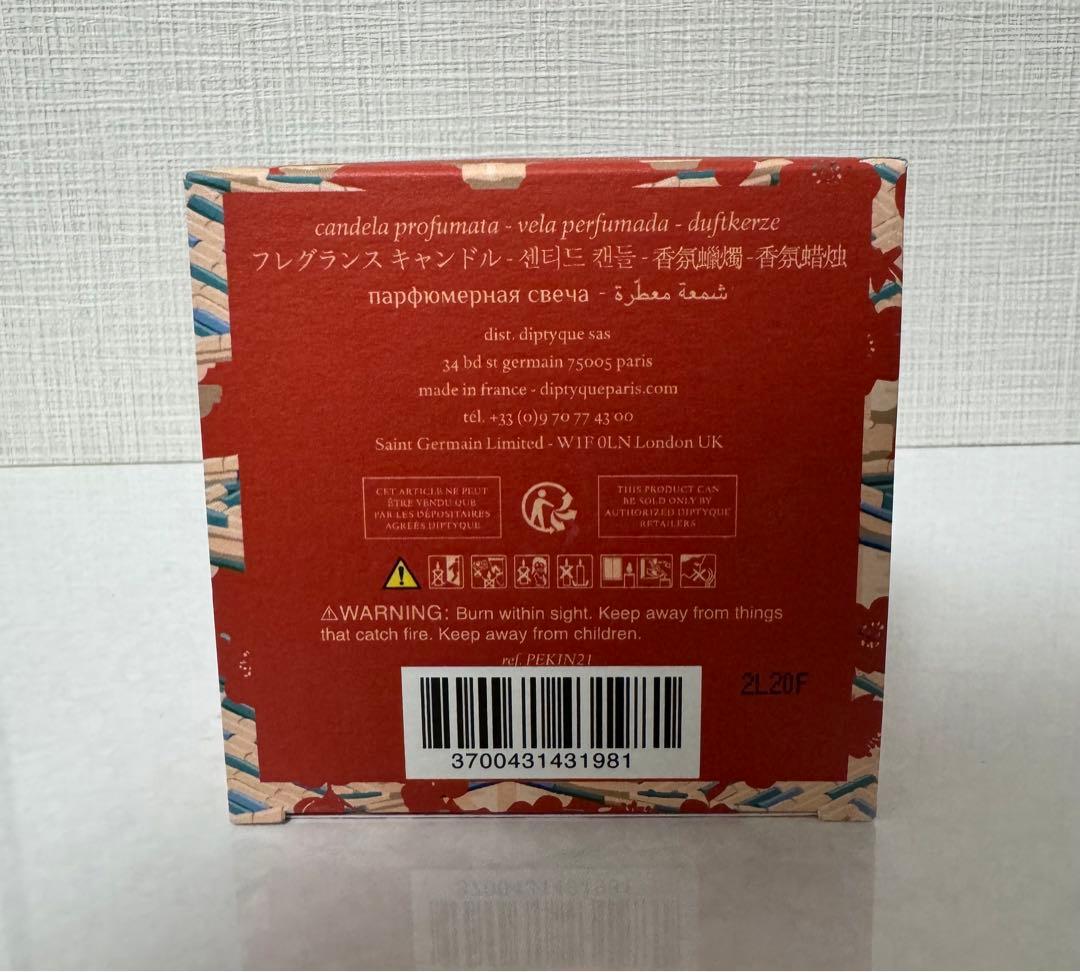 candela profumata - vela perfumada - duftkerze
フレグランス キャンドル - 센티드 캔들 - 香氛蠟燭 - 香氛蜡烛
парфюмерная свеча - شمعة معطّرة
dist. diptyque sas
34 bd st germain 75005 paris
made in france - diptyqueparis.com
tél. +33 (0)9 70 77 43 00
Saint Germain Limited - W1F 0LN London UK
CET ARTICLE NE PEUT
ÊTRE VENDU QUE
PAR LES DÉPOSITAIRES
AGRÉÉS DIPTYQUE
THIS PRODUCT CAN
BE SOLD ONLY BY
AUTHORIZED DIPTYQUE
RETAILERS
⚠WARNING: Burn within sight. Keep away from things
that catch fire. Keep away from children.
ref. PEKIN21
2L20F
3700431431981